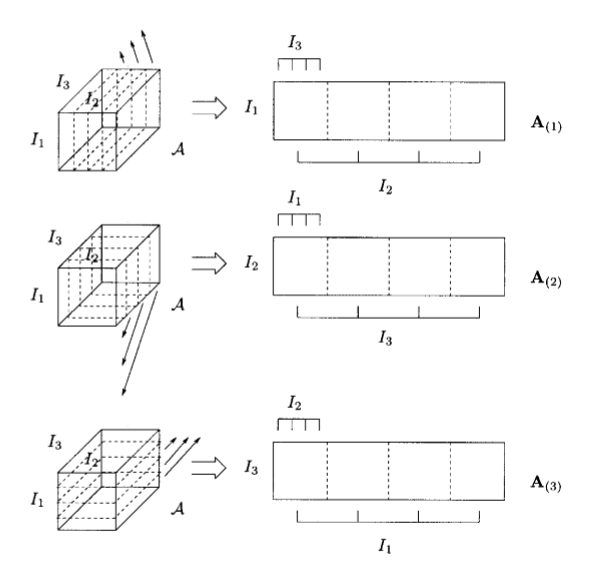 I₃
I₃
I₂
I₁
I₁
A₍₁₎
𝒜
I₂
I₁
I₃
I₂
I₂
A₍₂₎
I₁
𝒜
I₃
I₂
I₃
I₂
I₃
A₍₃₎
I₁
𝒜
I₁